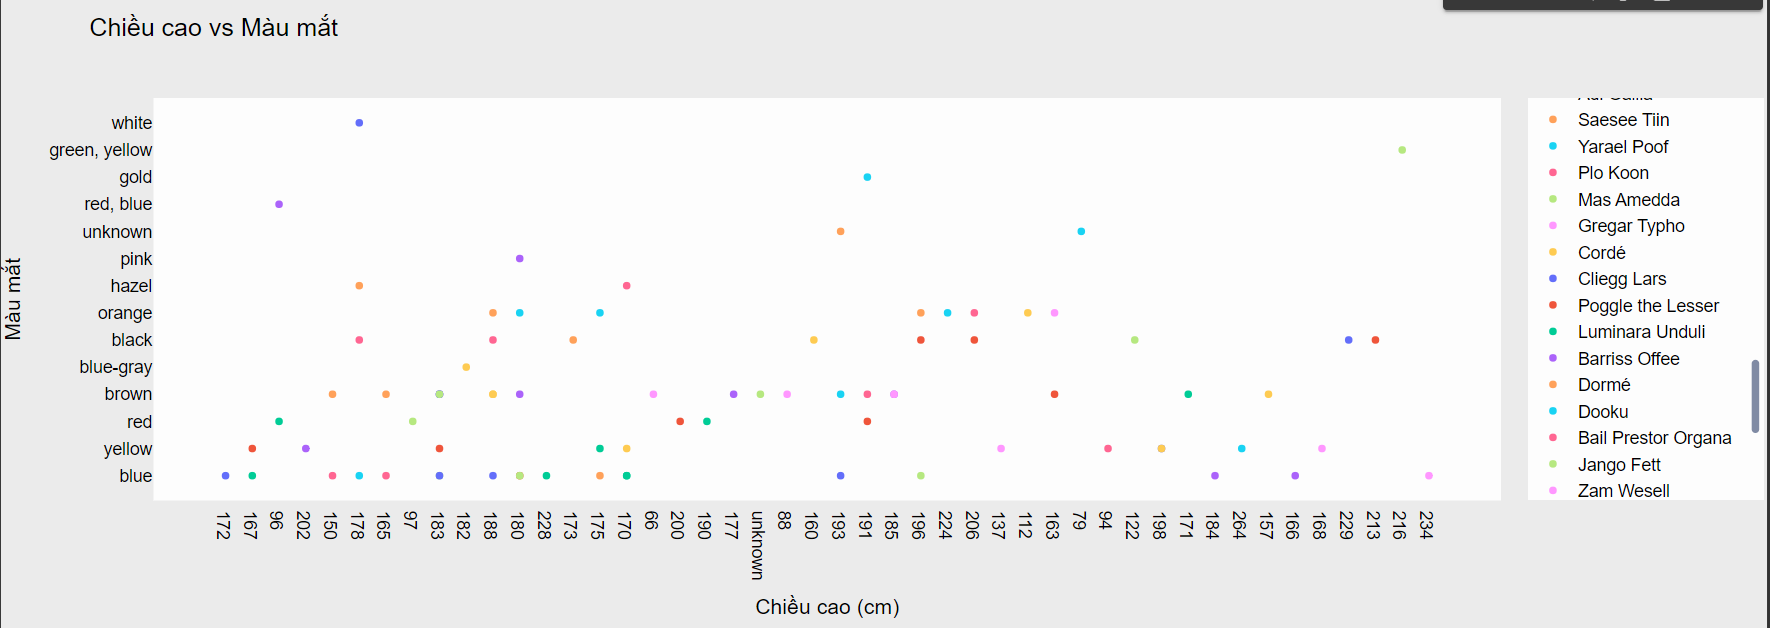 Chiều cao vs Màu mắt
white
green, yellow
gold
red, blue
unknown
pink
hazel
orange
black
blue-gray
brown
red
yellow
blue
Màu mắt
172
167
96
202
150
178
165
97
183
182
188
180
228
173
175
170
66
200
190
177
unknown
88
160
193
191
185
196
224
206
137
112
163
79
94
122
198
171
184
264
157
166
168
229
213
216
234
Chiều cao (cm)
Saesee Tiin
Yarael Poof
Plo Koon
Mas Amedda
Gregar Typho
Cordé
Cliegg Lars
Poggle the Lesser
Luminara Unduli
Barriss Offee
Dormé
Dooku
Bail Prestor Organa
Jango Fett
Zam Wesell